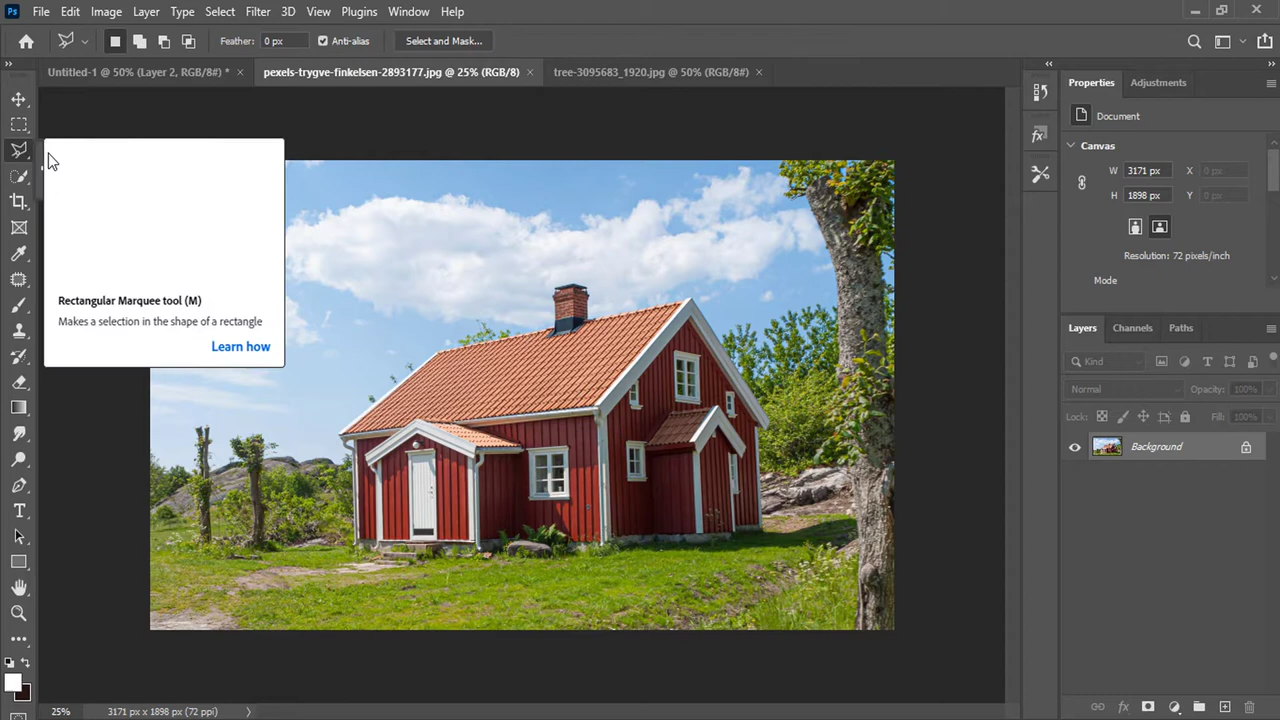 Ps File Edit Image Layer Type Select Filter 3D View Plugins Window Help
Feather: 0 px Anti-alias Select and Mask...
Untitled-1 @ 50% (Layer 2, RGB/8#) * × pexels-trygve-finkelsen-2893177.jpg @ 25% (RGB/8) × tree-3095683_1920.jpg @ 50% (RGB/8#) ×
Properties Adjustments
Document
Canvas
W 3171 px X 0 px
H 1898 px Y 0 px
Resolution: 72 pixels/inch
Mode
Rectangular Marquee tool (M)
Makes a selection in the shape of a rectangle
Learn how
Layers Channels Paths
Kind
Normal Opacity: 100%
Lock: Fill: 100%
Background
25% 3171 px x 1898 px (72 ppi)